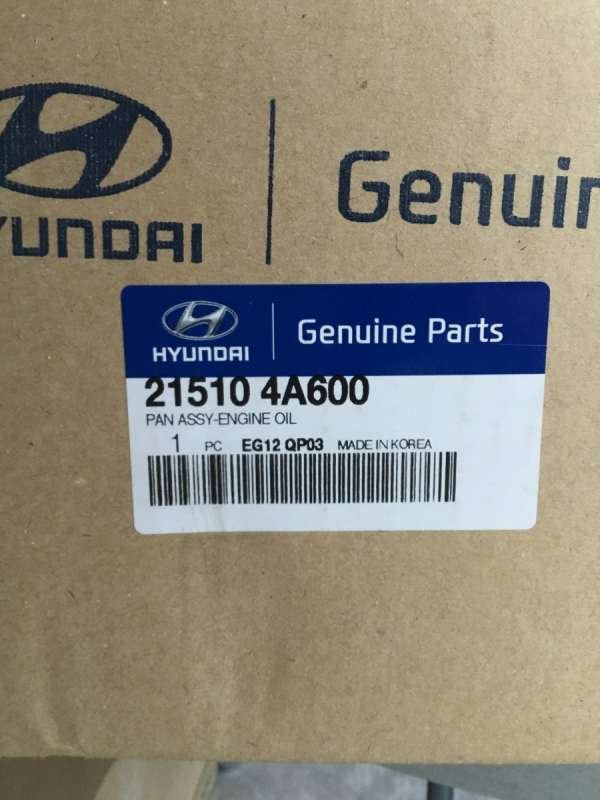 HYUNDAI
Genuin
HYUNDAI
Genuine Parts
21510 4A600
PAN ASSY-ENGINE OIL
1 PC EG12 QP03 MADE IN KOREA